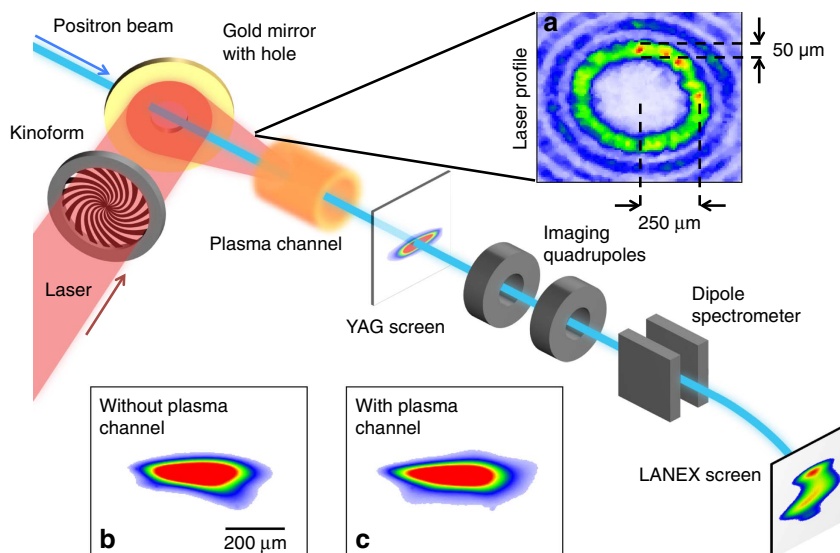 Positron beam
Gold mirror
with hole
a
Laser profile
50 μm
250 μm
Kinoform
Plasma channel
Laser
YAG screen
Imaging
quadrupoles
Dipole
spectrometer
LANEX screen
Without plasma
channel
b
200 μm
With plasma
channel
c